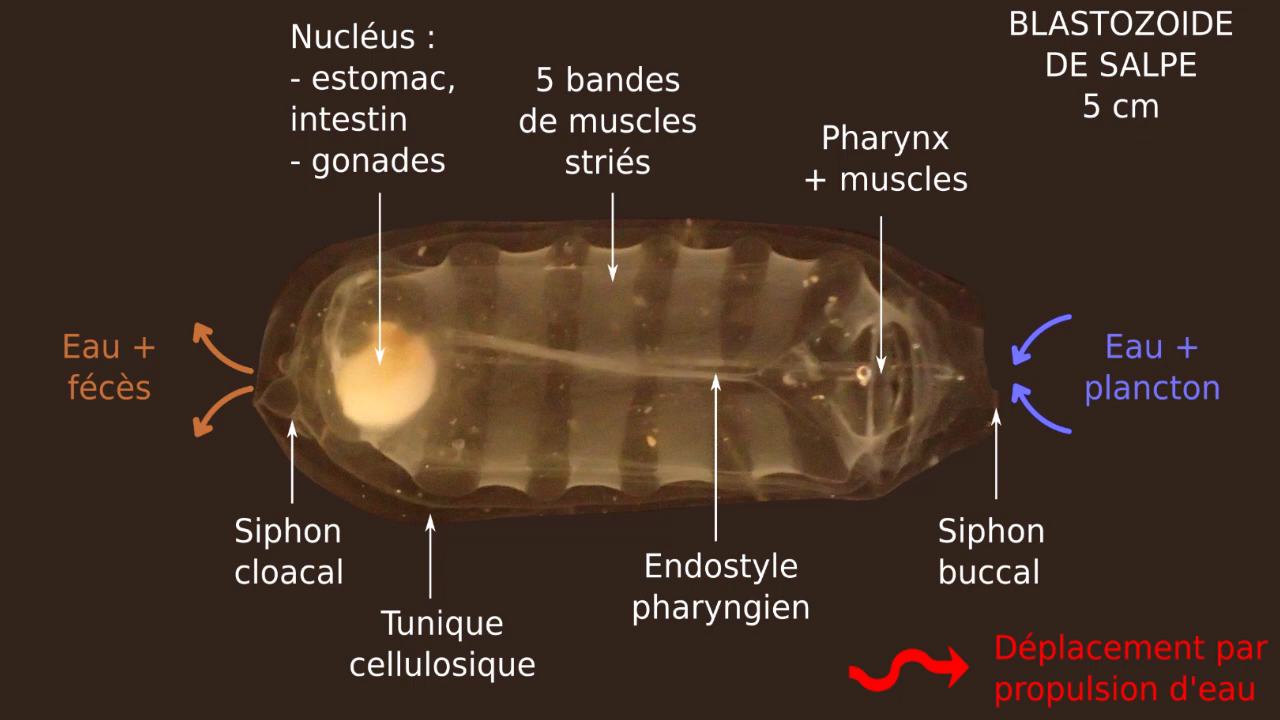 Nucléus :
- estomac,
intestin
- gonades
5 bandes
de muscles
striés
Pharynx
+ muscles
BLASTOZOIDE
DE SALPE
5 cm
Eau +
fécès
Eau +
plancton
Siphon
cloacal
Tunique
cellulosique
Endostyle
pharyngien
Siphon
buccal
Déplacement par
propulsion d'eau